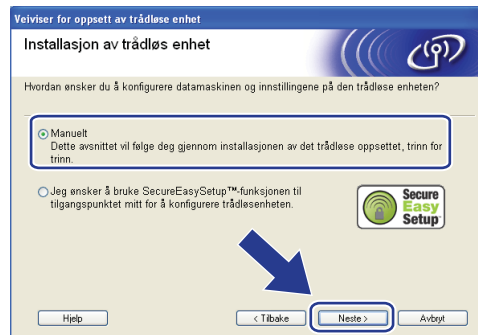 Veiviser for oppsett av trådløs enhet
Installasjon av trådløs enhet
Hvordan ønsker du å konfigurere datamaskinen og innstillingene på den trådløse enheten?
Manuelt
Dette avsnittet vil følge deg gjennom installasjonen av det trådløse oppsettet, trinn for
trinn.
Jeg ønsker å bruke SecureEasySetup™-funksjonen til
tilgangspunktet mitt for å konfigurere trådløsenheten.
Secure
Easy
Setup
Hjelp
< Tilbake
Neste >
Avbryt